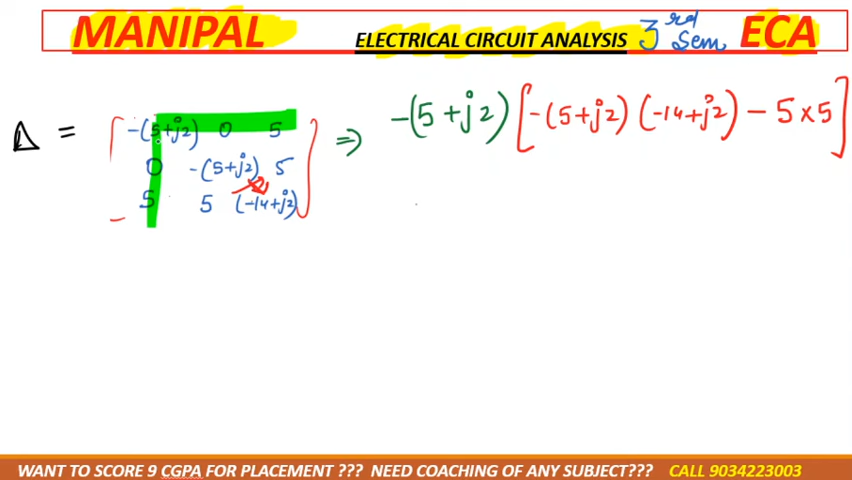 MANIPAL ELECTRICAL CIRCUIT ANALYSIS 3rd Sem ECA
Δ = [ -(5+j2) 0 5 ⇒ -(5+j2) [-(5+j2) (-14+j2) - 5×5]
0 -(5+j2) 5
5 5 (-14+j2) ]
WANT TO SCORE 9 CGPA FOR PLACEMENT ??? NEED COACHING OF ANY SUBJECT??? CALL 9034223003